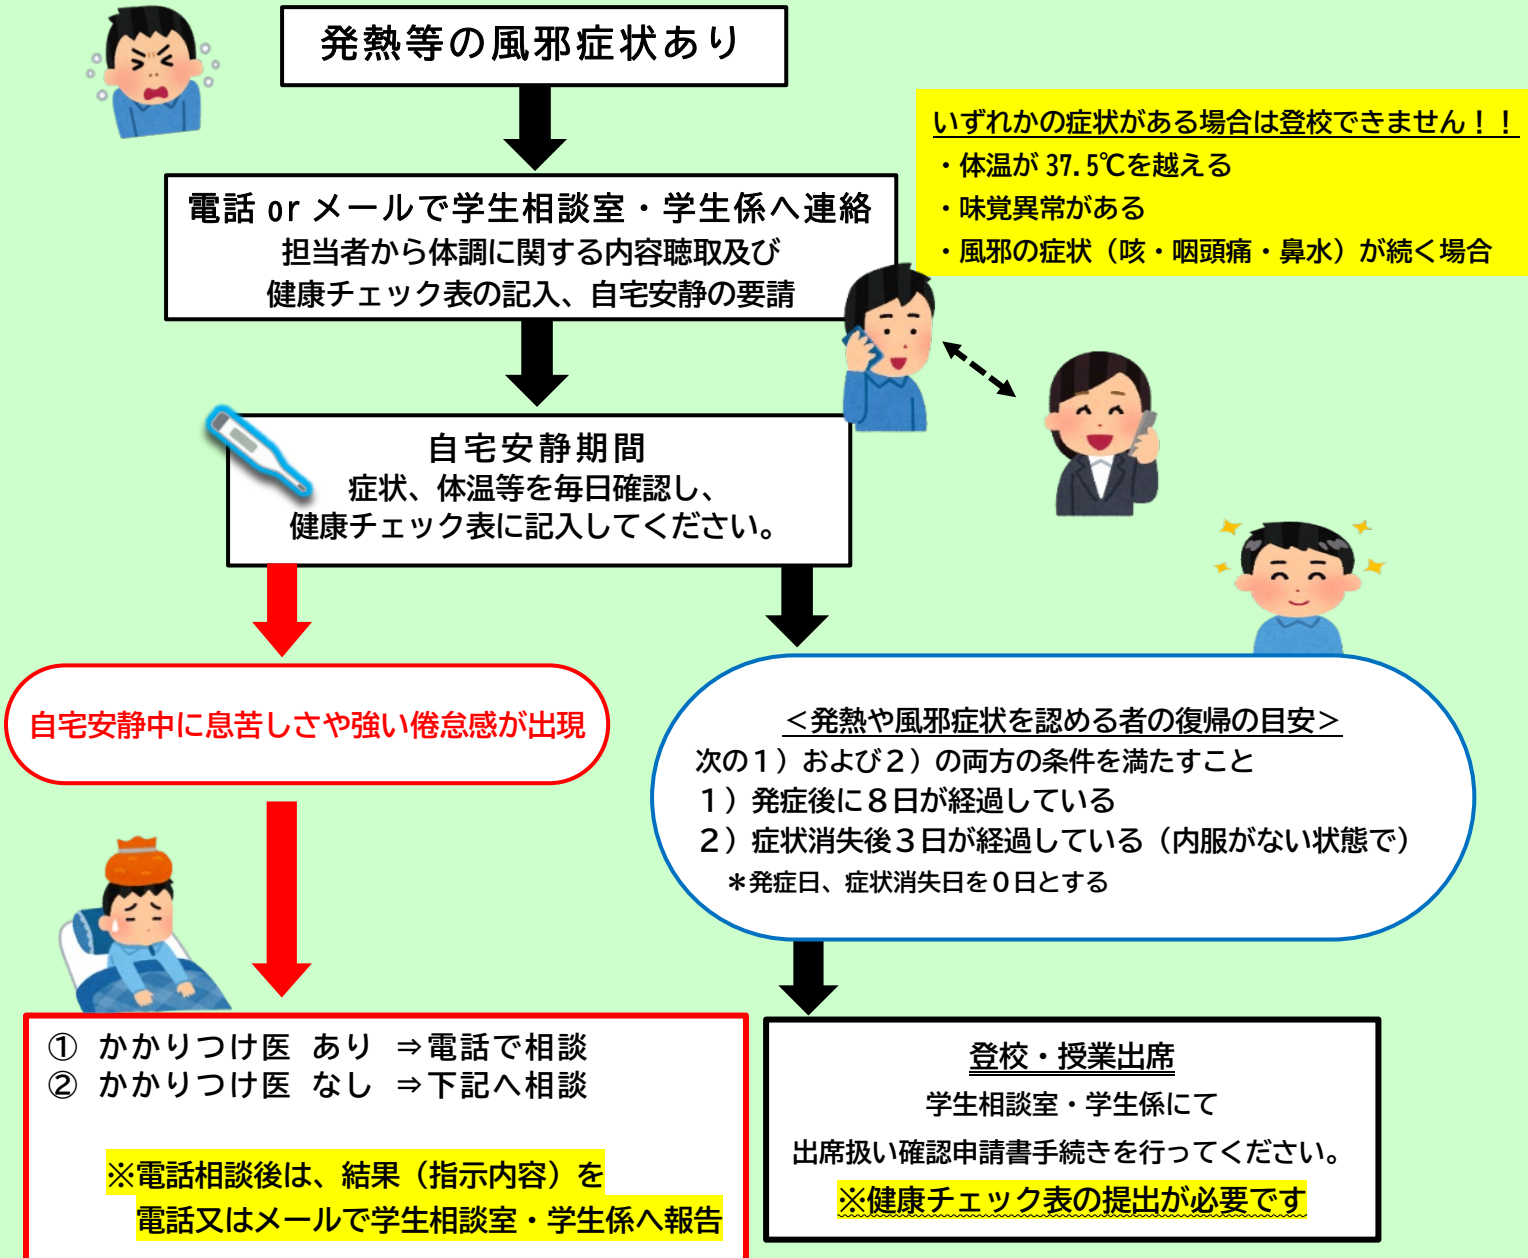 発熱等の風邪症状あり
いずれかの症状がある場合は登校できません！！
・体温が 37.5℃を越える
・味覚異常がある
・風邪の症状（咳・咽頭痛・鼻水）が続く場合
電話 or メールで学生相談室・学生係へ連絡
担当者から体調に関する内容聴取及び
健康チェック表の記入、自宅安静の要請
自宅安静期間
症状、体温等を毎日確認し、
健康チェック表に記入してください。
自宅安静中に息苦しさや強い倦怠感が出現
＜発熱や風邪症状を認める者の復帰の目安＞
次の１）および２）の両方の条件を満たすこと
１）発症後に８日が経過している
２）症状消失後３日が経過している（内服がない状態で）
＊発症日、症状消失日を０日とする
① かかりつけ医 あり ⇒電話で相談
② かかりつけ医 なし ⇒下記へ相談
※電話相談後は、結果（指示内容）を
電話又はメールで学生相談室・学生係へ報告
登校・授業出席
学生相談室・学生係にて
出席扱い確認申請書手続きを行ってください。
※健康チェック表の提出が必要です